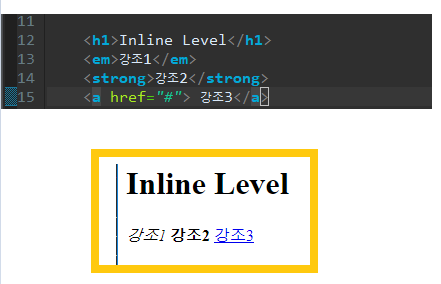 11
12 <h1>Inline Level</h1>
13 <em>강조1</em>
14 <strong>강조2</strong>
15 <a href="#"> 강조3</a>
Inline Level
강조1 강조2 강조3